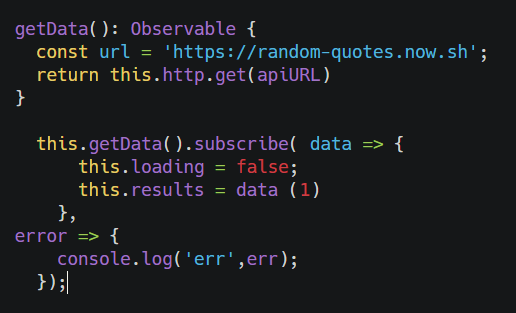 getData(): Observable {
const url = 'https://random-quotes.now.sh';
return this.http.get(apiURL)
}
this.getData().subscribe( data => {
this.loading = false;
this.results = data (1)
},
error => {
console.log('err',err);
});